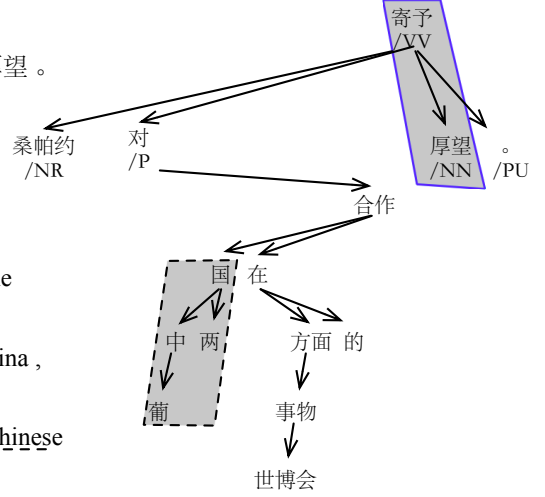 寄予
/VV
望 。
桑帕约
/NR
对
/P
厚望
/NN
。
/PU
合作
国 在
中 两
方面 的
葡
事物
世博会
e
ina ,
hinese